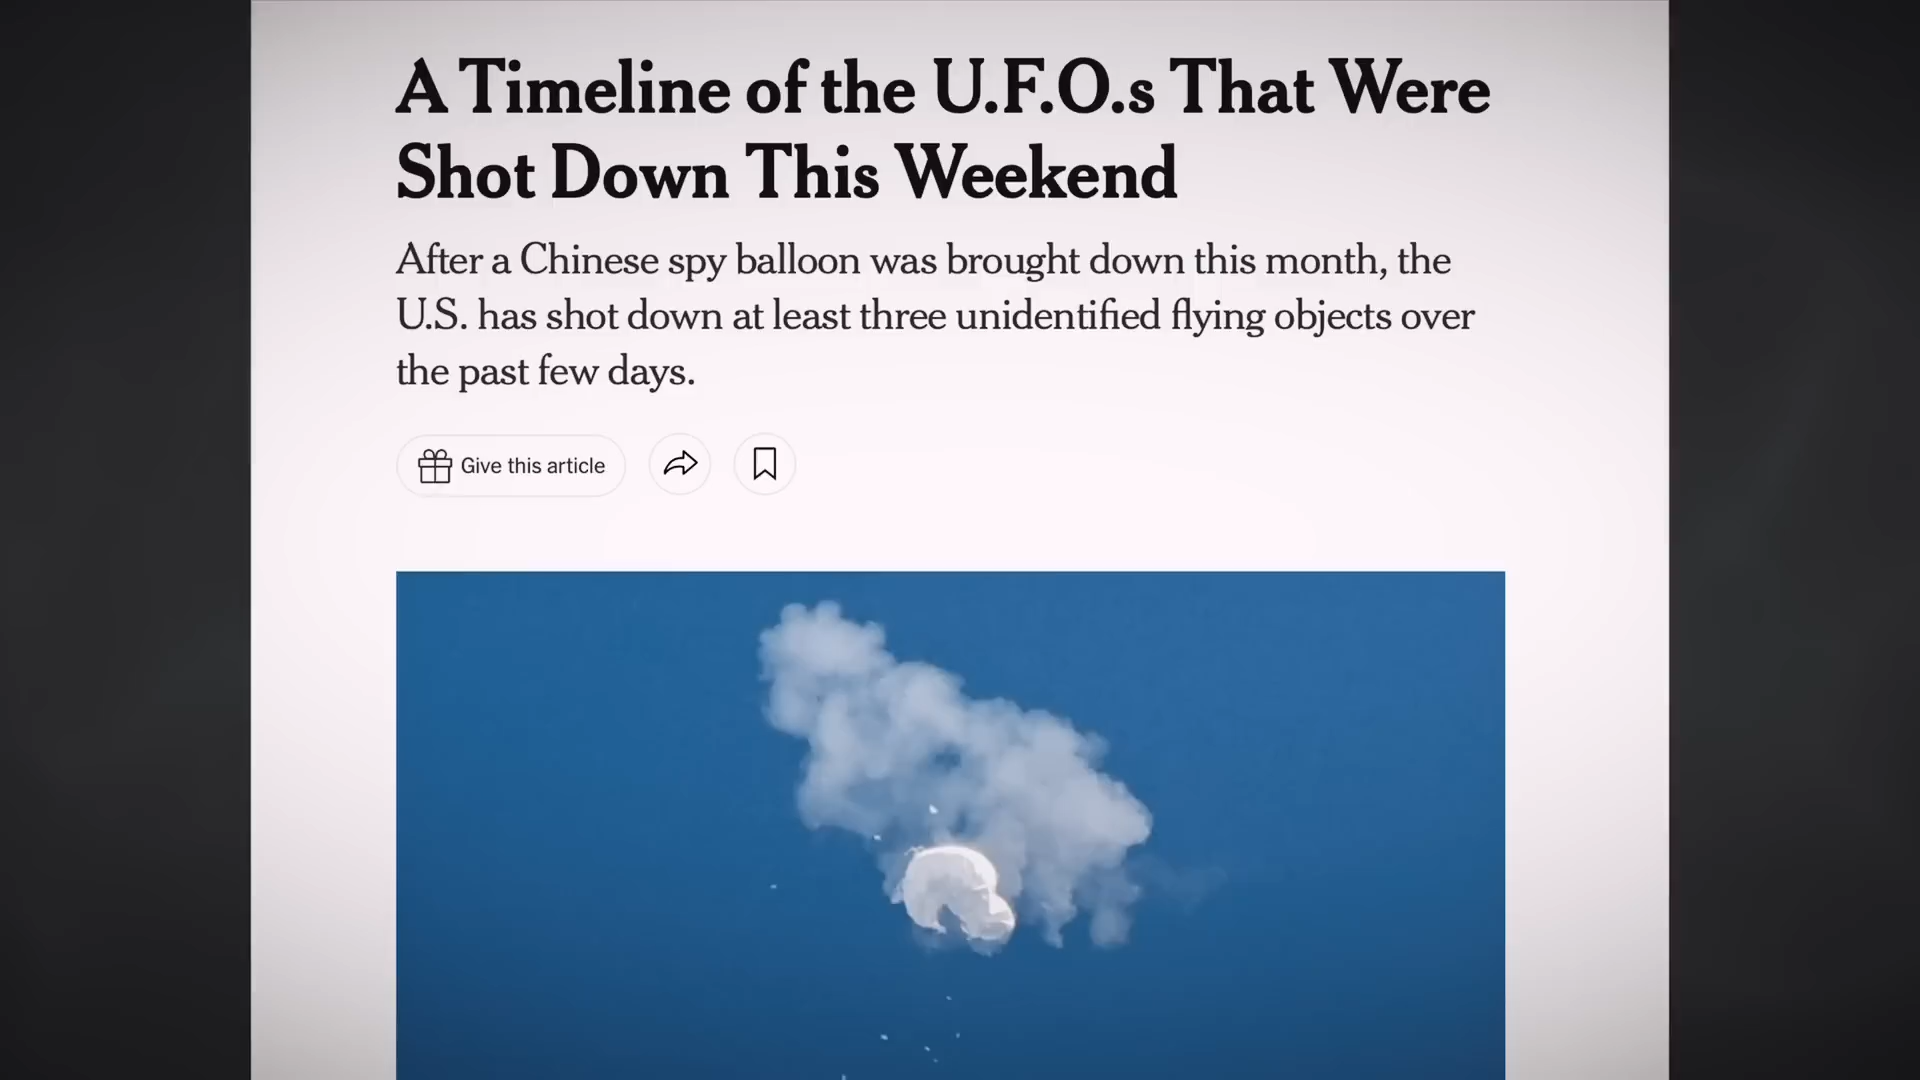 A Timeline of the U.F.O.s That Were
Shot Down This Weekend
After a Chinese spy balloon was brought down this month, the
U.S. has shot down at least three unidentified flying objects over
the past few days.
Give this article